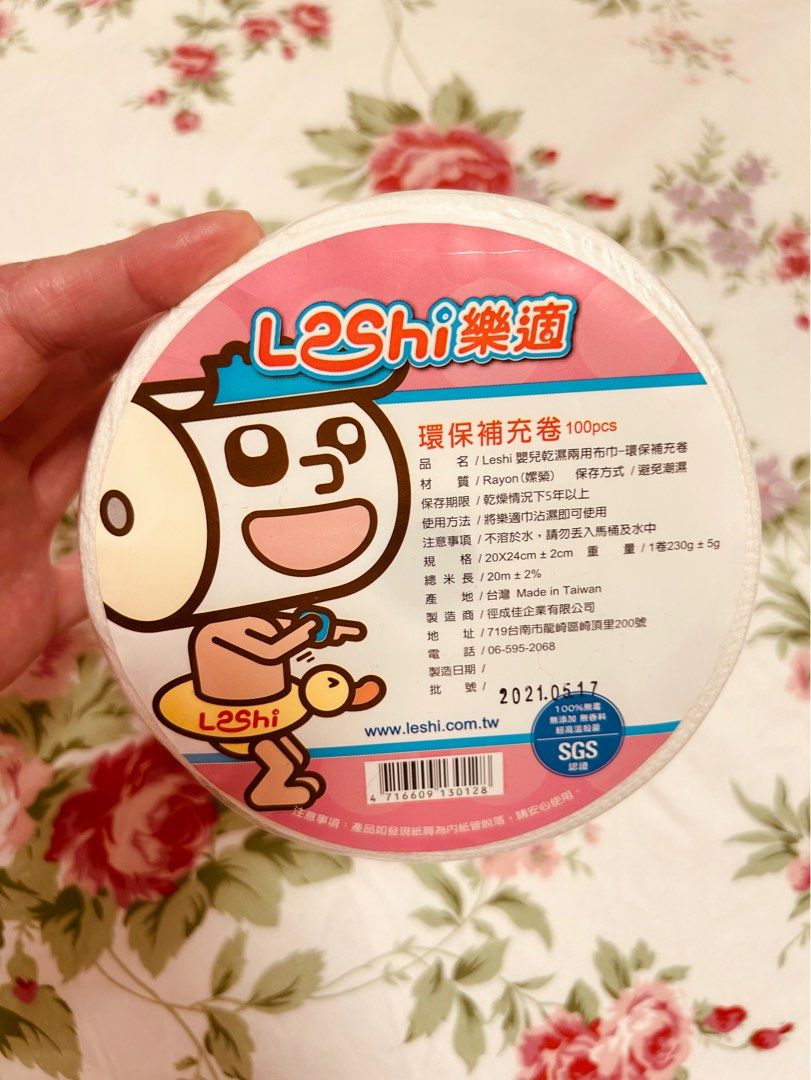 Leshi樂適
環保補充卷 100pcs
品 名 / Leshi 嬰兒乾濕兩用布巾-環保補充卷
材 質 / Rayon(嫘縈) 保存方式 / 避免潮濕
保存期限 / 乾燥情況下5年以上
使用方法 / 將樂適巾沾濕即可使用
注意事項 / 不溶於水，請勿丟入馬桶及水中
規 格 / 20X24cm ± 2cm 重 量 / 1卷230g ± 5g
總 米 長 / 20m ± 2%
產 地 / 台灣 Made in Taiwan
製 造 商 / 徑成佳企業有限公司
地 址 / 719台南市龍崎區崎頂里200號
電 話 / 06-595-2068
製造日期 /
批 號 / 2021.05.17
100%無毒
無添加 無香料
經高溫殺菌
SGS
認證
Leshi
www.leshi.com.tw
4 716609 130128
注意事項：產品如發現紙屑為內紙管脫落，請安心使用。